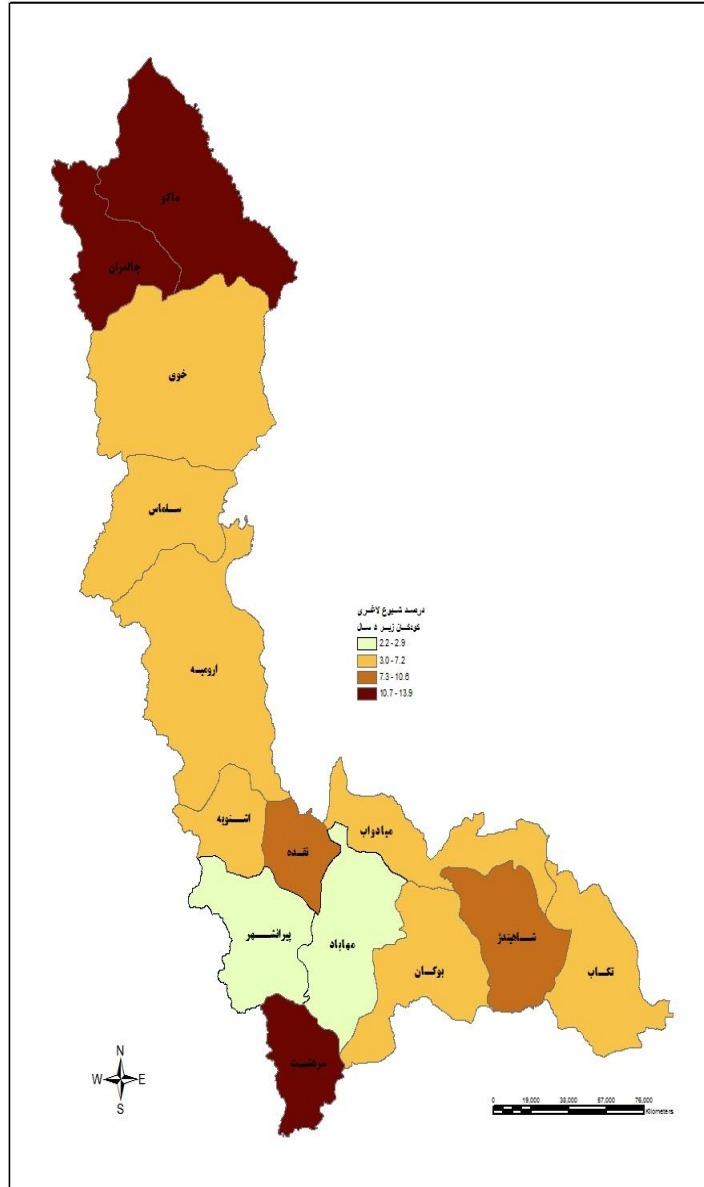 ماکو
چالدران
خوی
سلماس
ارومیه
درصد شیوع لاغری
کودکان زیر ۵ سال
2.2 - 2.9
3.0 - 7.2
7.3 - 10.6
10.7 - 13.9
اشنویه
نقده
میادواب
پیرانشهر
مهاباد
بوکان
شاهیندژ
تکاب
سردشت
N
W E
S
0 19,000 38,000 57,000 76,000
Kilometers